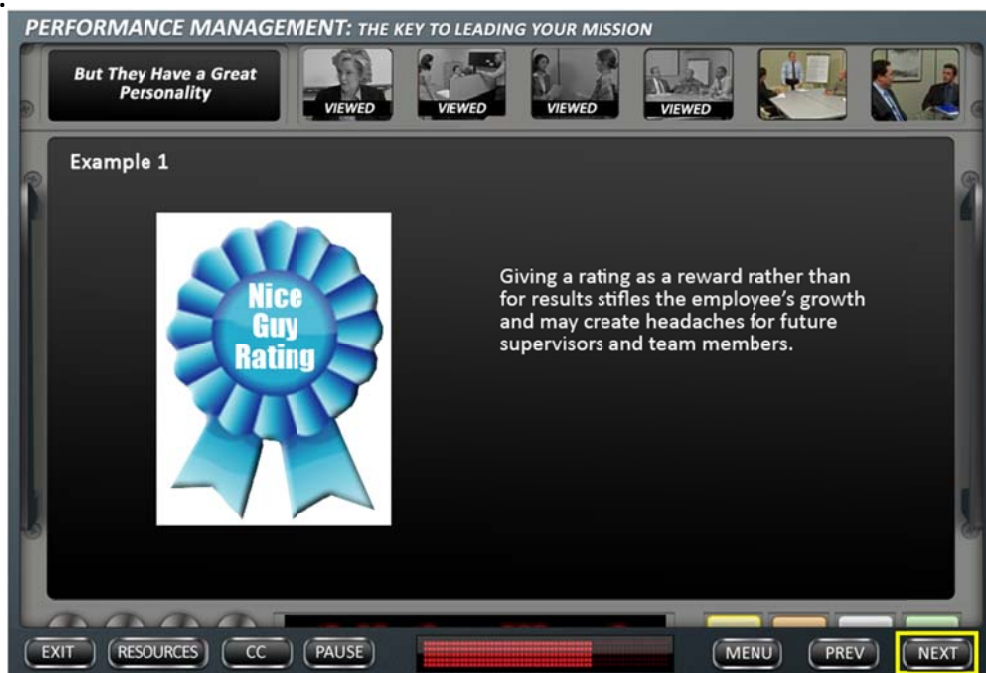 PERFORMANCE MANAGEMENT: THE KEY TO LEADING YOUR MISSION
But They Have a Great
Personality
VIEWED
VIEWED
VIEWED
VIEWED
Example 1
Nice
Guy
Rating
Giving a rating as a reward rather than
for results stifles the employee's growth
and may create headaches for future
supervisors and team members.
EXIT
RESOURCES
CC
PAUSE
MENU
PREV
NEXT